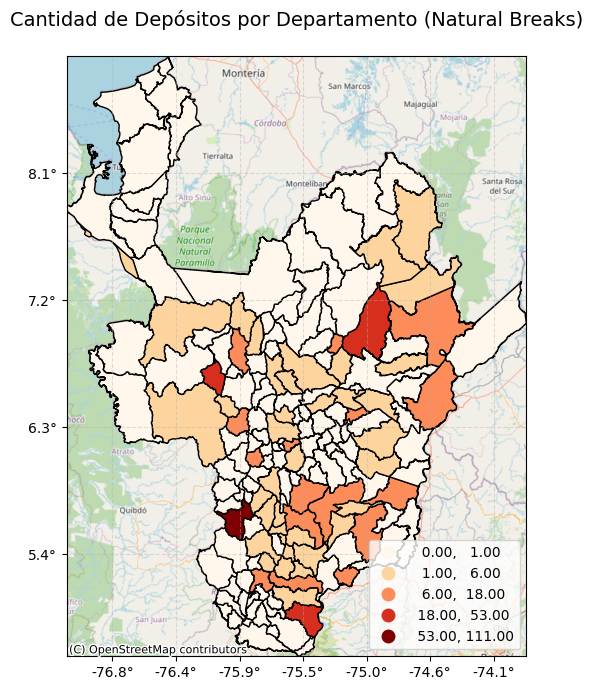 Cantidad de Depósitos por Departamento (Natural Breaks)
Montería
San Marcos
Majagual
Córdoba
Mojana
Tierralta
8.1°
Santa Rosa
del Sur
Alto Sinú
Parque
Nacional
Natural
Paramillo
7.2°
6.3°
Atrato
Quibdó
5.4°
San Juan
0.00, 1.00
1.00, 6.00
6.00, 18.00
18.00, 53.00
53.00, 111.00
(C) OpenStreetMap contributors
-76.8° -76.4° -75.9° -75.5° -75.0° -74.6° -74.1°